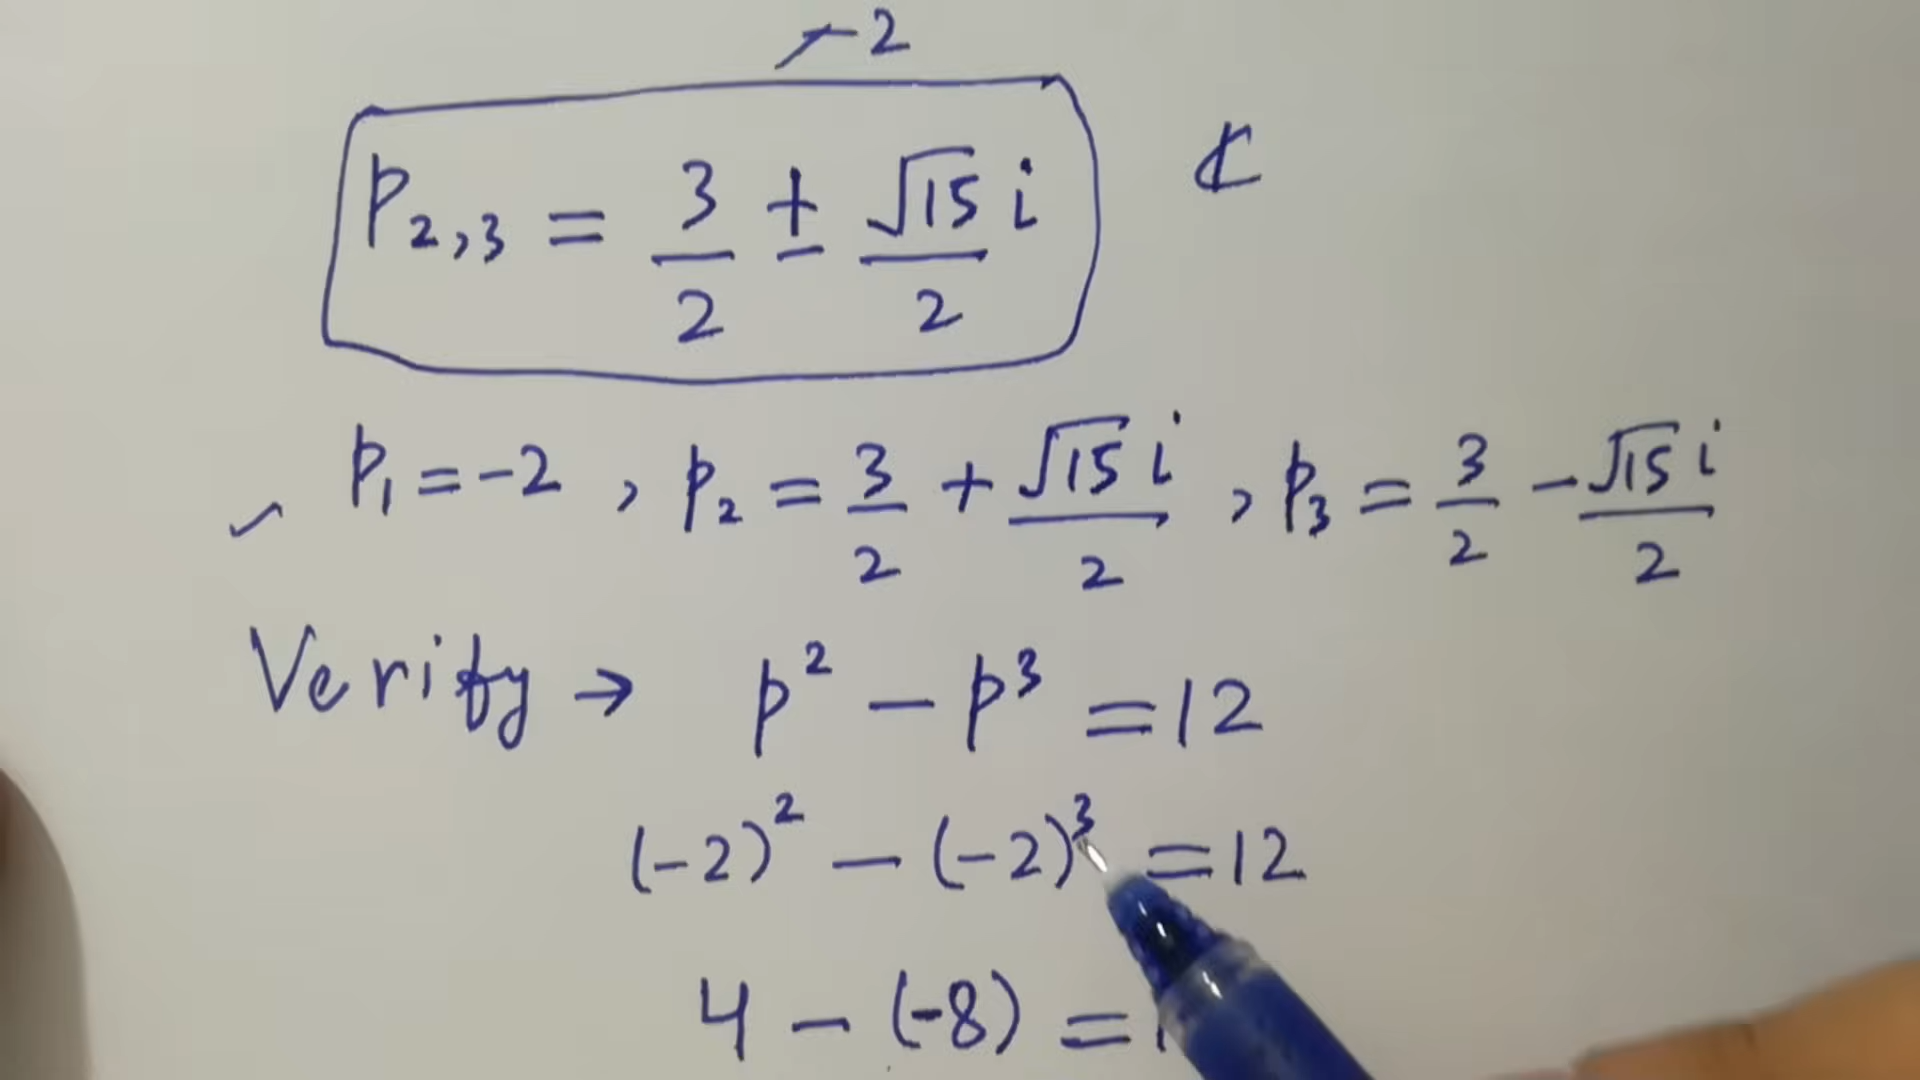 -2
P₂,₃ = 3/2 ± √15/2 i ₵
P₁ = -2 , P₂ = 3/2 + √15 i/2 , P₃ = 3/2 - √15 i/2
Verify → p² - p³ = 12
(-2)² - (-2)³ = 12
4 - (-8) =